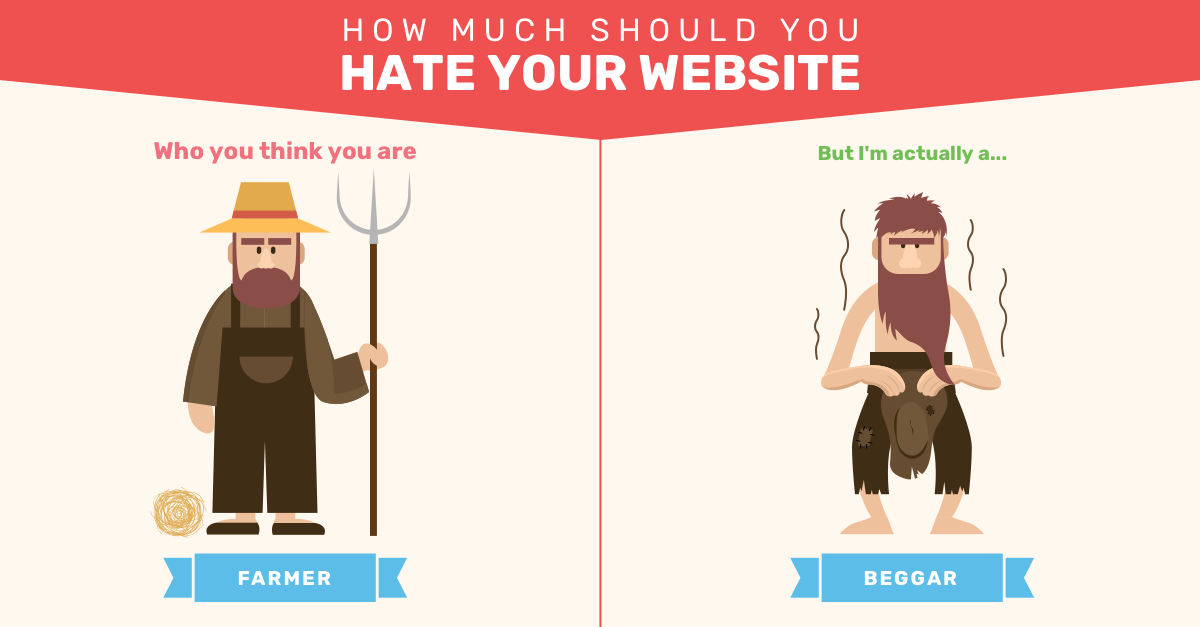 HOW MUCH SHOULD YOU
HATE YOUR WEBSITE
Who you think you are
But I'm actually a...
FARMER
BEGGAR